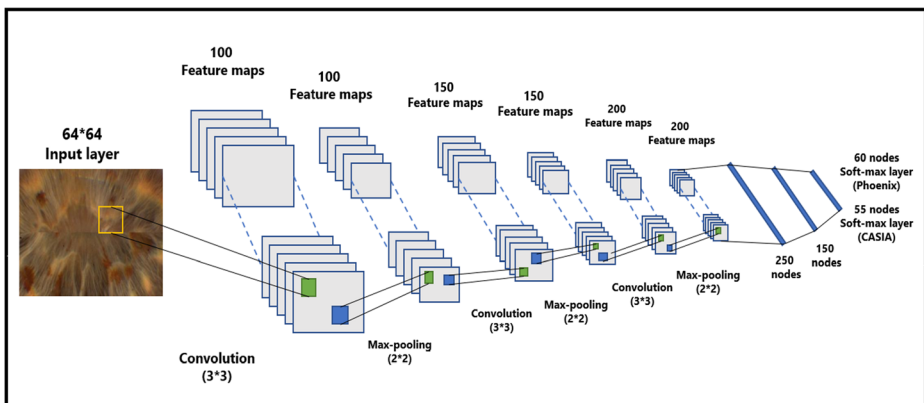 100
Feature maps
100
Feature maps
150
Feature maps
150
Feature maps
200
Feature maps
200
Feature maps
64*64
Input layer
60 nodes
Soft-max layer
(Phoenix)
55 nodes
Soft-max layer
(CASIA)
250
nodes
150
nodes
Convolution
(3*3)
Max-pooling
(2*2)
Convolution
(3*3)
Max-pooling
(2*2)
Convolution
(3*3)
Max-pooling
(2*2)